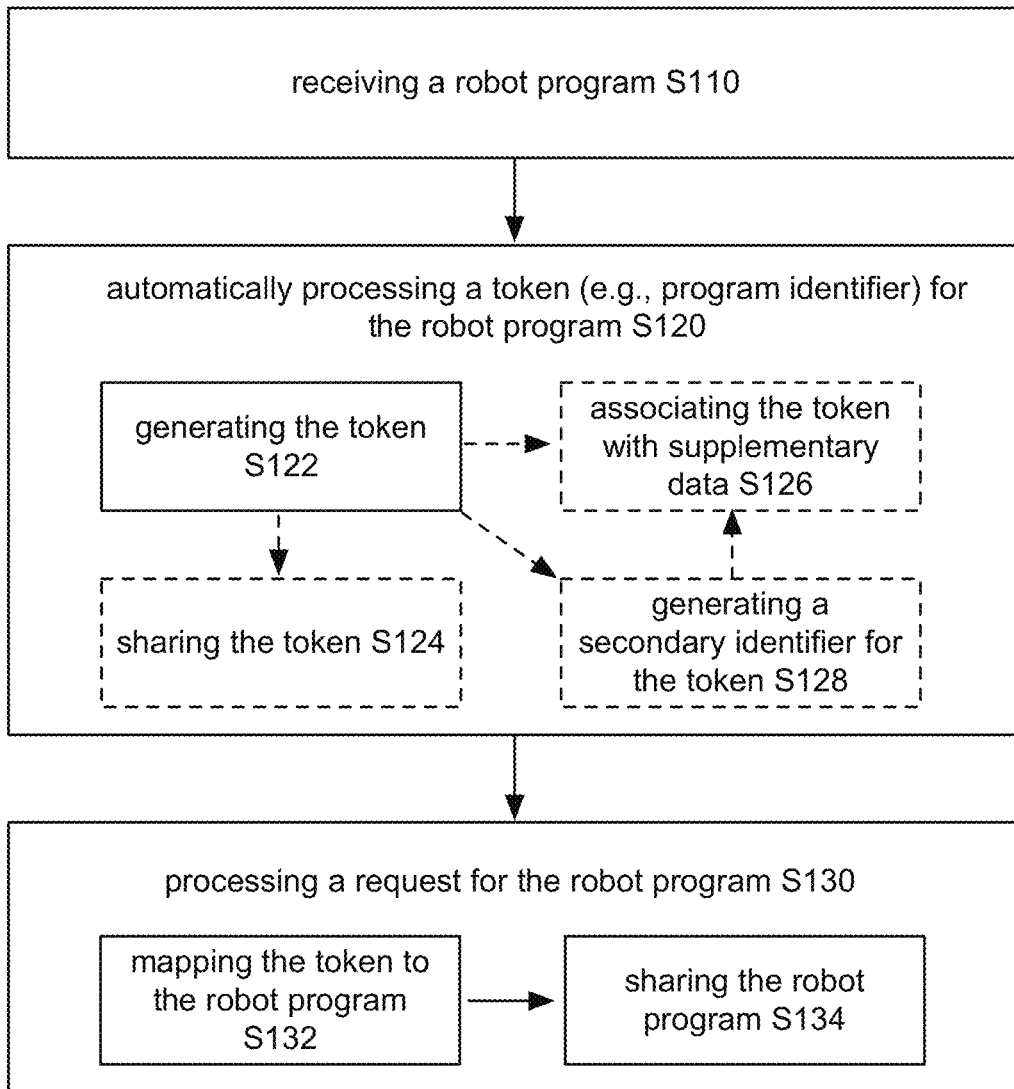 receiving a robot program S110
automatically processing a token (e.g., program identifier) for
the robot program S120
generating the token
S122
associating the token
with supplementary
data S126
sharing the token S124
generating a
secondary identifier for
the token S128
processing a request for the robot program S130
mapping the token to
the robot program
S132
sharing the robot
program S134